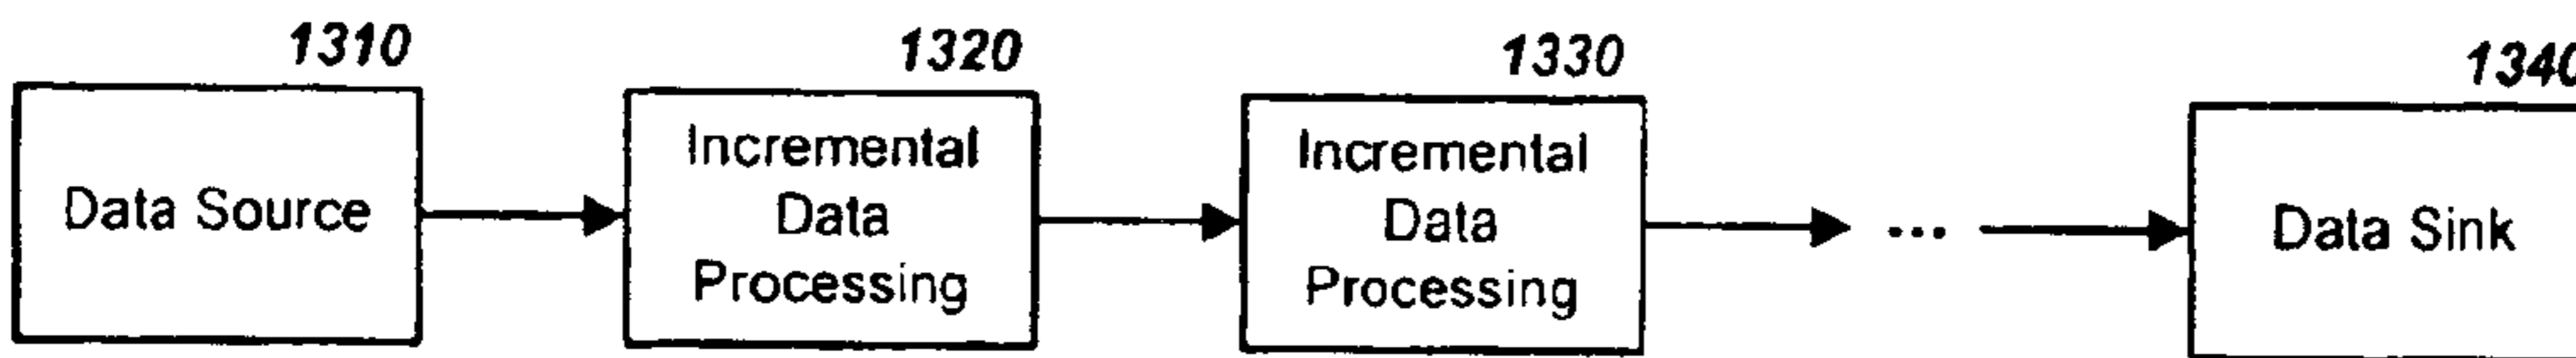 1310
1320
1330
1340
Data Source
Incremental
Data
Processing
Incremental
Data
Processing
...
Data Sink